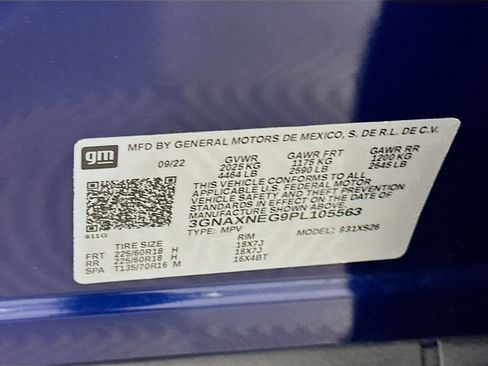 gm
MFD BY GENERAL MOTORS DE MEXICO, S. DE R.L. DE C.V.
09/22 GVWR GAWR FRT GAWR RR
2025 KG 1175 KG 1200 KG
4464 LB 2590 LB 2645 LB
THIS VEHICLE CONFORMS TO ALL
APPLICABLE U.S. FEDERAL MOTOR
VEHICLE SAFETY AND THEFT PREVENTION
STANDARDS IN EFFECT ON THE DATE OF
MANUFACTURE SHOWN ABOVE.
3GNAXNEG9PL105563
611G TYPE: MPV MODEL: 931XS26
TIRE SIZE RIM
FRT 225/60R18 H 18X7J
RR 225/60R18 H 18X7J
SPA T135/70R16 M 16X4BT